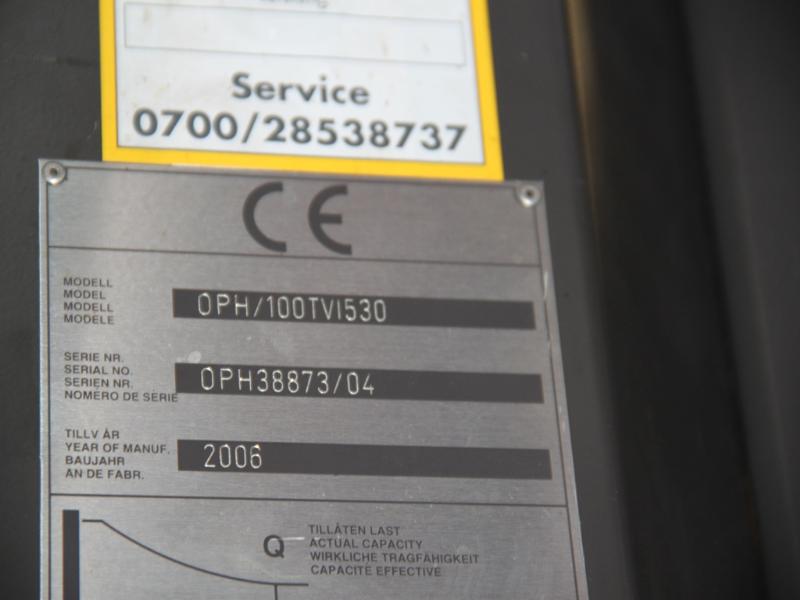 Service
0700/28538737
CE
MODELL
MODEL
MODELL
MODELE
OPH/100TVI530
SERIE NR.
SERIAL NO.
SERIEN NR.
NOMERO DE SERIE
OPH38873/04
TILLV ÅR
YEAR OF MANUF.
BAUJAHR
AN DE FABR.
2006
Q
TILLÅTEN LAST
ACTUAL CAPACITY
WIRKLICHE TRAGFÄHIGKEIT
CAPACITE EFFECTIVE